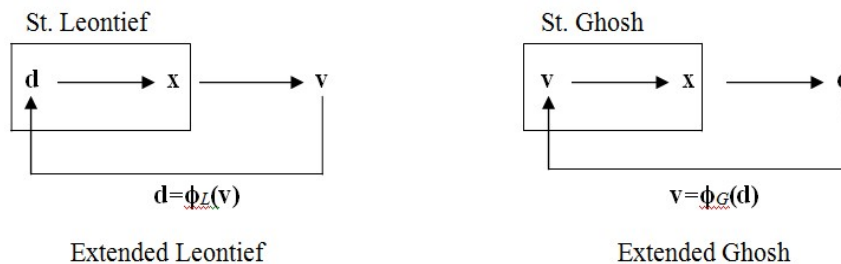 St. Leontief
St. Ghosh
d x v
v x
d=ϕL(v)
v=ϕG(d)
Extended Leontief
Extended Ghosh